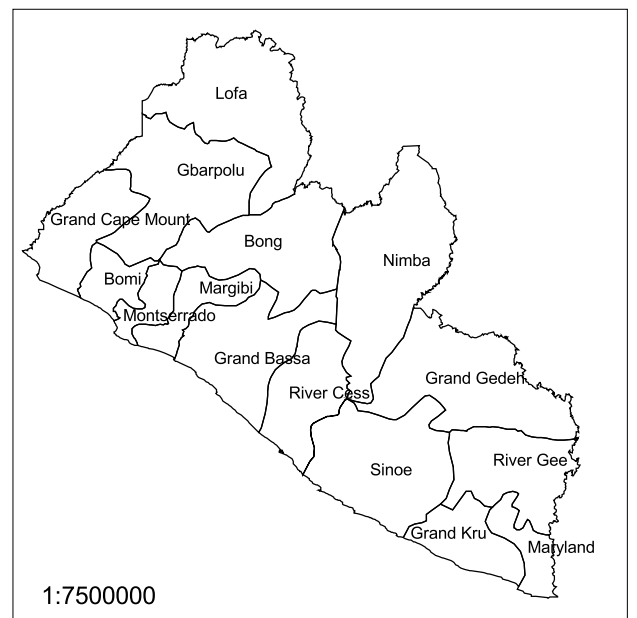 Lofa
Gbarpolu
Grand Cape Mount
Bong
Nimba
Bomi
Margibi
Montserrado
Grand Bassa
Grand Gedeh
River Cess
River Gee
Sinoe
Grand Kru
Maryland
1:7500000